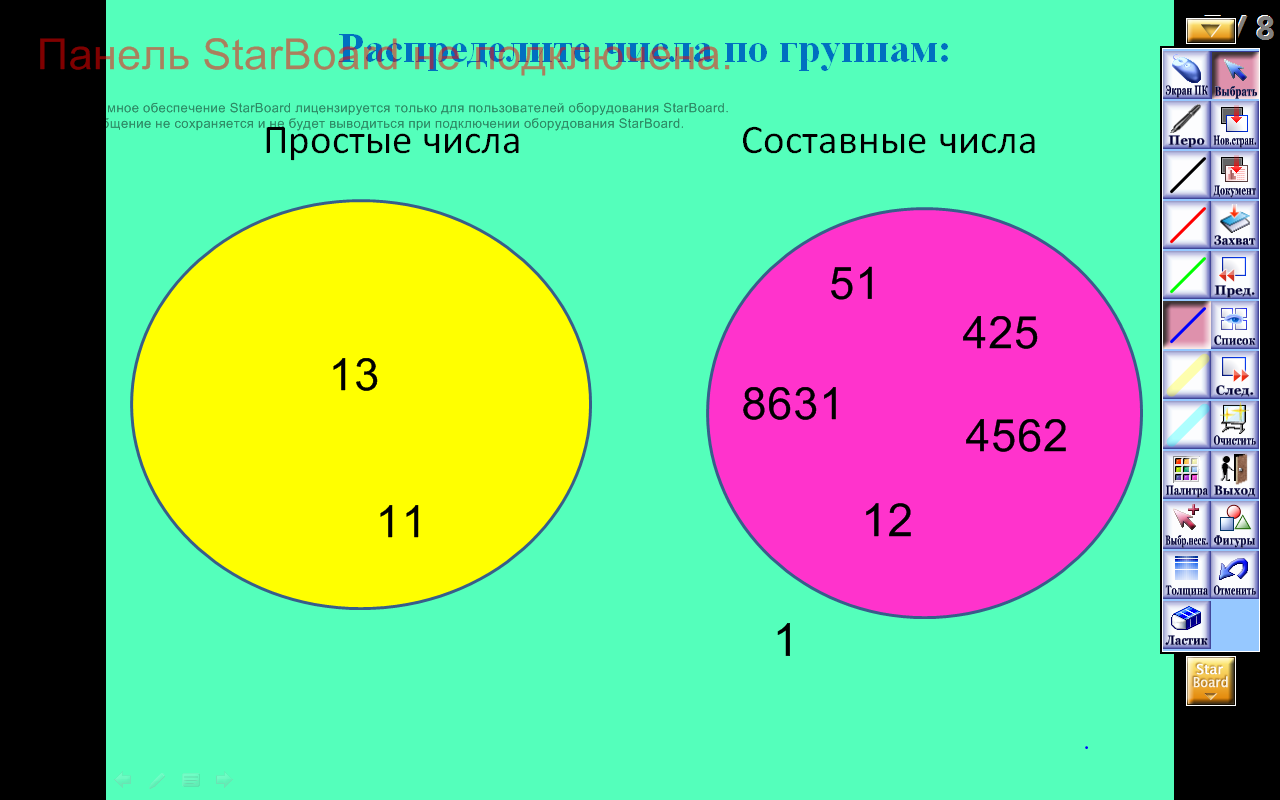 / 8
Распределите числа по группам:
Панель StarBoard не подключена.
мное обеспечение StarBoard лицензируется только для пользователей оборудования StarBoard.
бщение не сохраняется и не будет выводиться при подключении оборудования StarBoard.
Простые числа
Составные числа
51
425
13
8631
4562
11
12
1
Экран ПК
Выбрать
Перо
Нов.стран.
Документ
Захват
Пред.
Список
След.
Очистить
Палитра
Выход
Выбр.неск.
Фигуры
Толщина
Отменить
Ластик
Star
Board